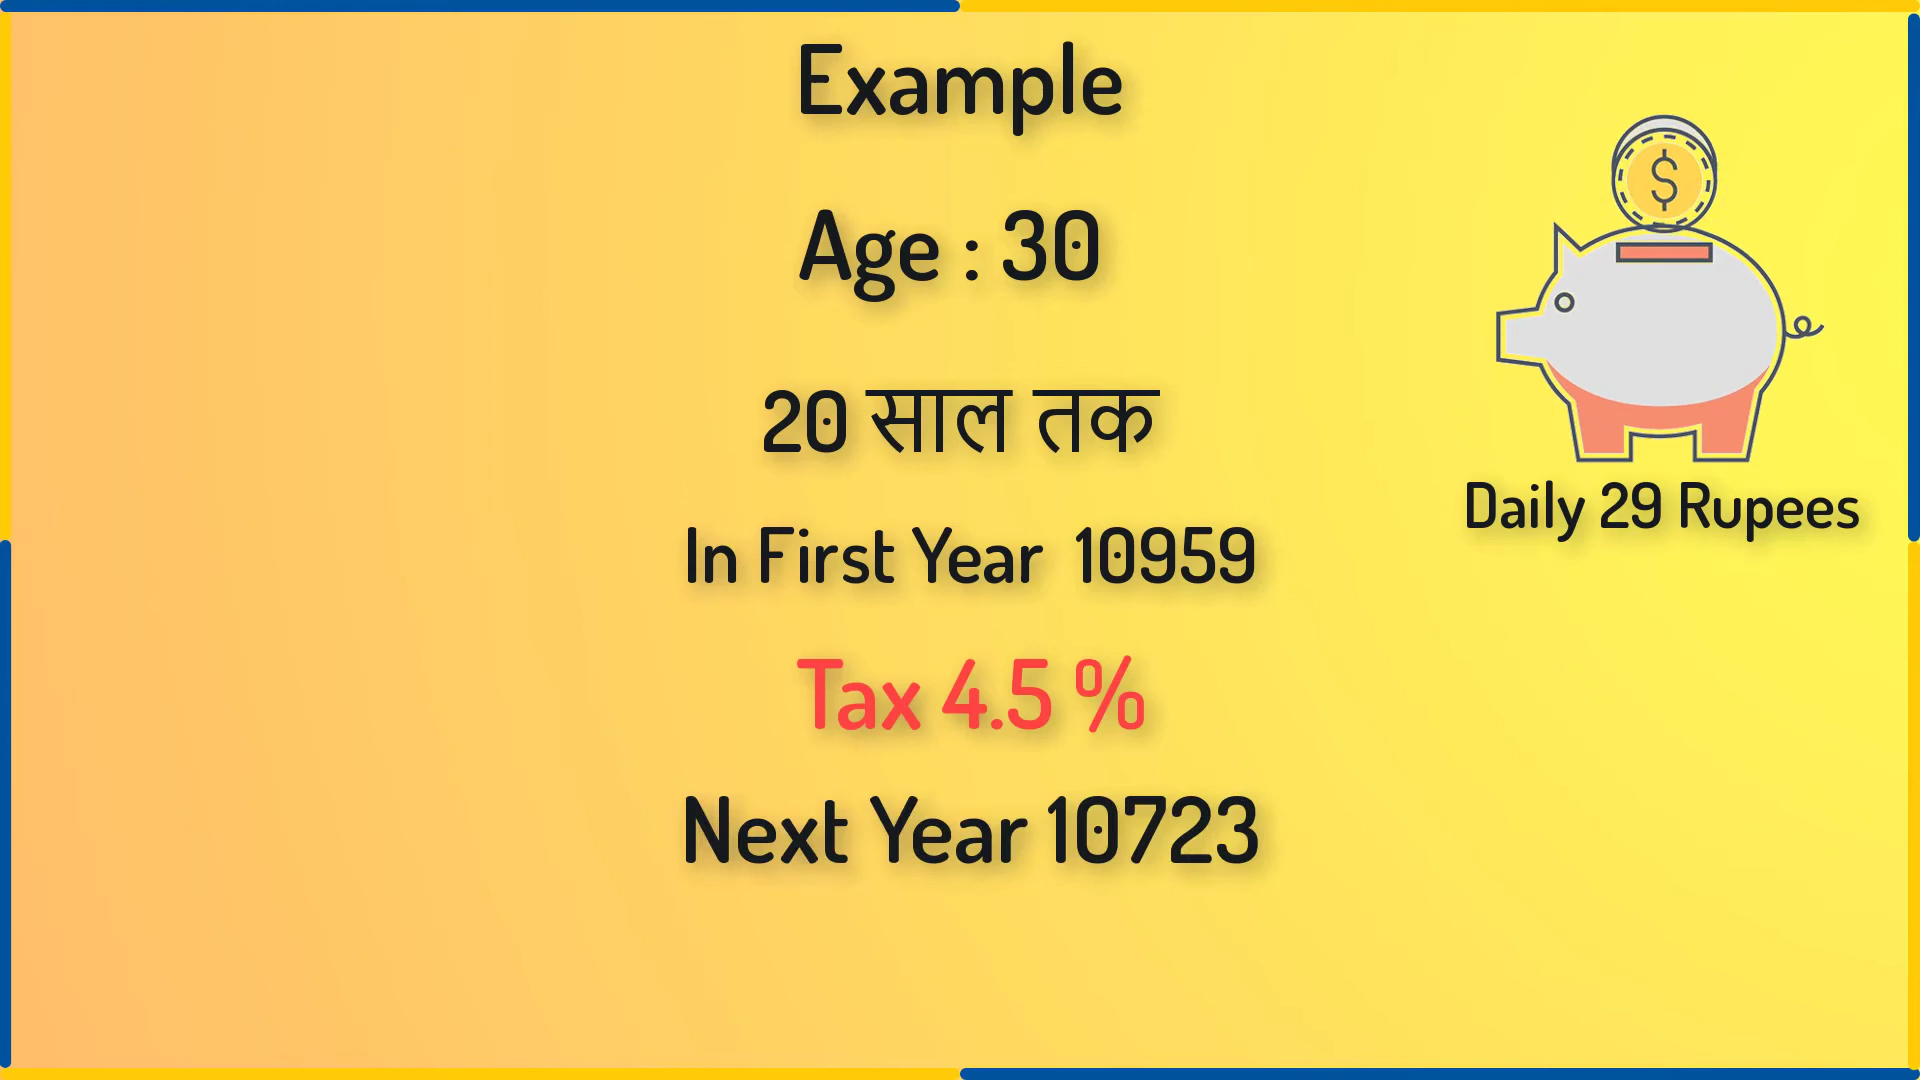 Example
Age : 30
20 साल तक
In First Year 10959
Tax 4.5 %
Next Year 10723
$
Daily 29 Rupees